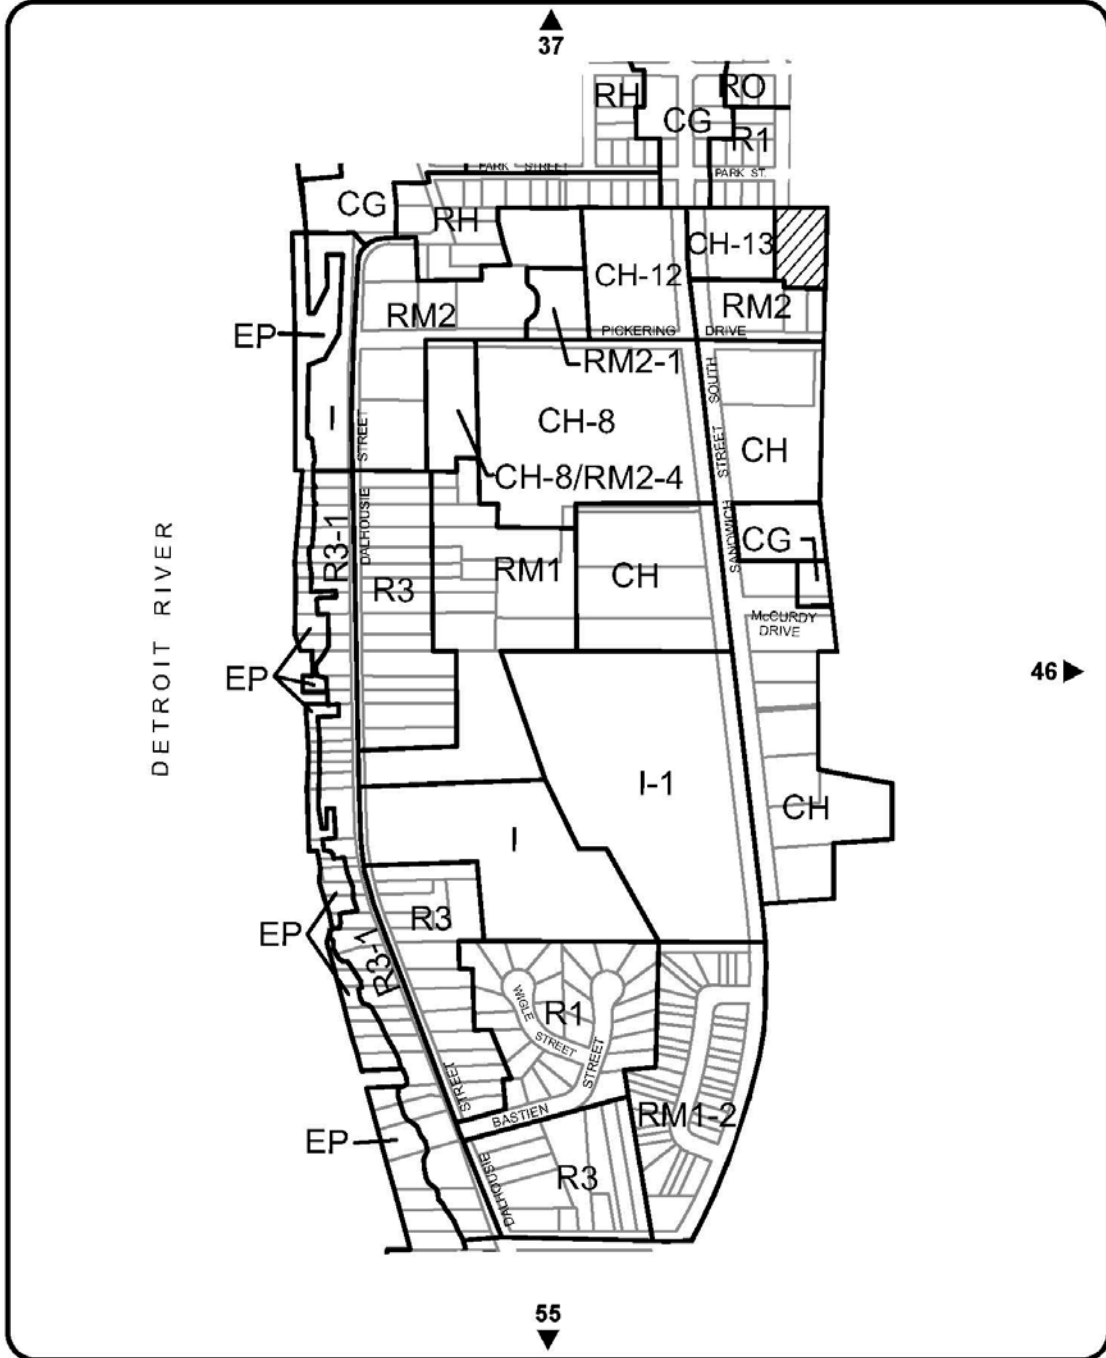 37
RH
RO
CG
R1
PARK STREET
PARK ST.
CG
RH
CH-13
CH-12
RM2
RM2
EP
PICKERING DRIVE
RM2-1
CH-8
I
STREET
SOUTH
STREET
CH
CH-8/RM2-4
DALHOUSIE
SANDWICH
CG
R3-1
R3
RM1
CH
DETROIT RIVER
McCURDY
DRIVE
EP
46
I-1
CH
I
R3
EP
R3-1
WIGLE
STREET
R1
STREET
STREET
BASTIEN
RM1-2
EP
R3
DALHOUSIE
55